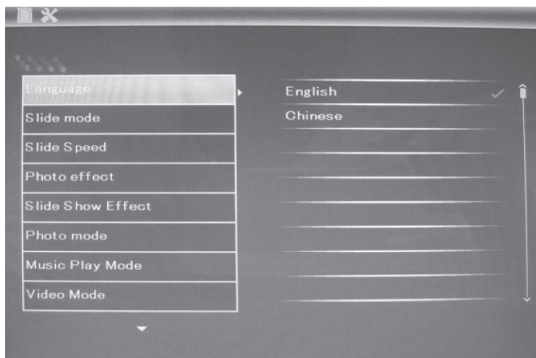 Language
Slide mode
Slide Speed
Photo effect
Slide Show Effect
Photo mode
Music Play Mode
Video Mode
English
Chinese